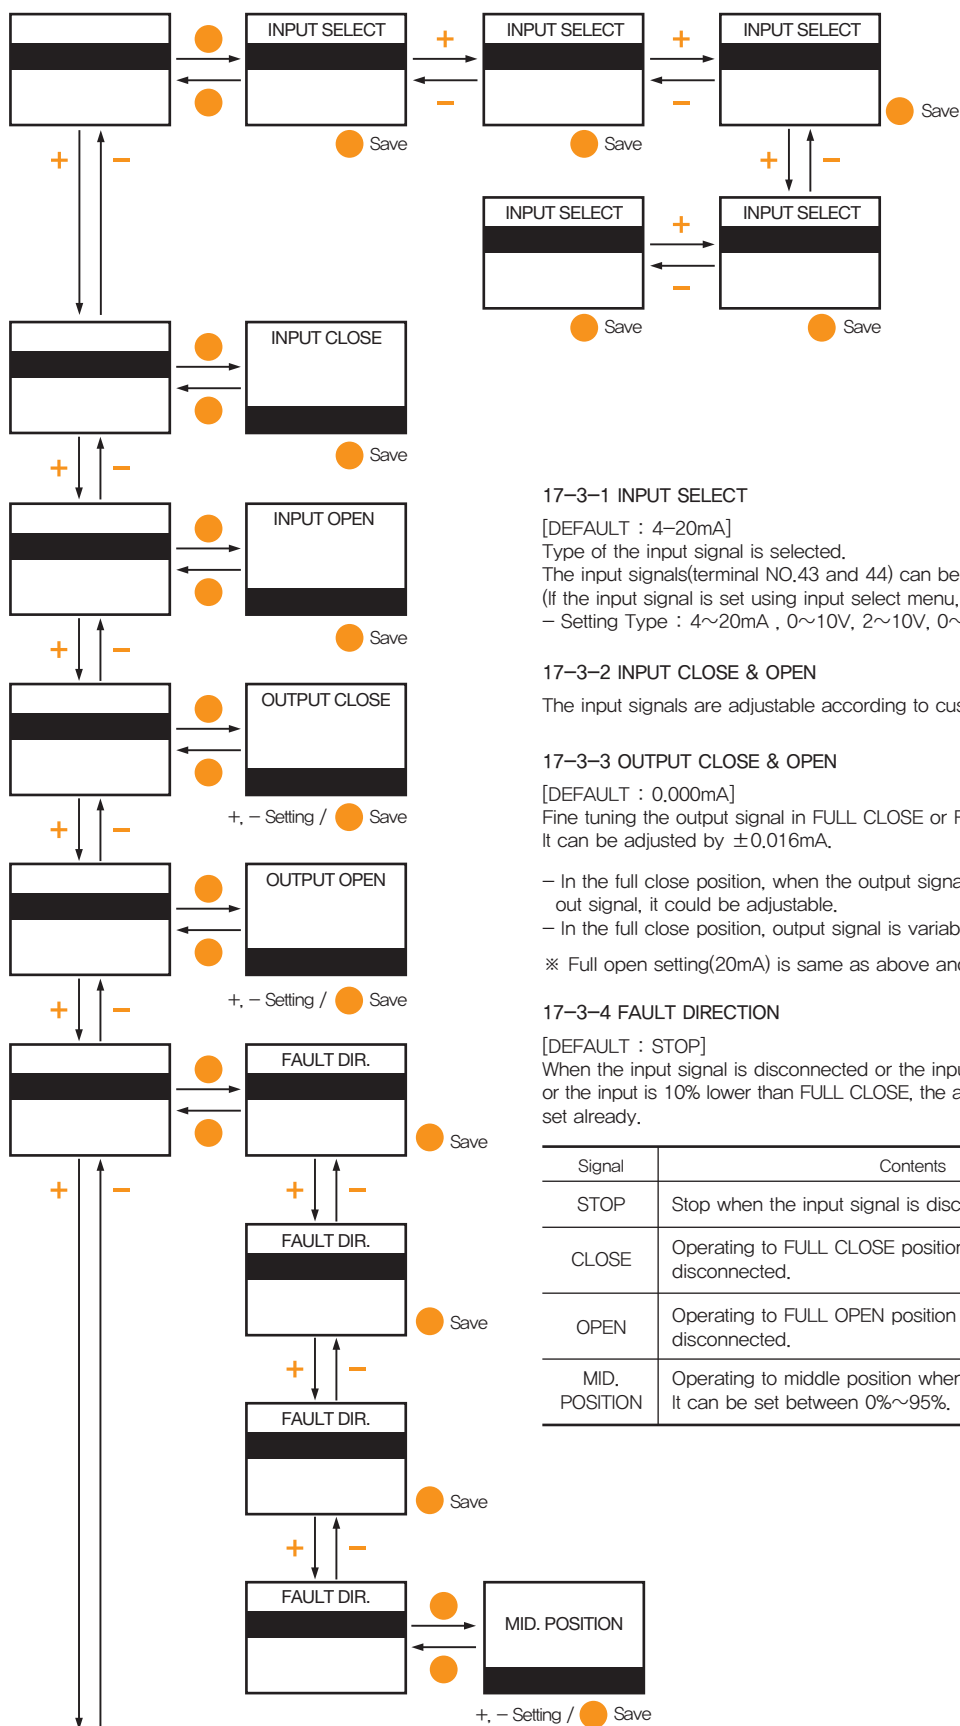 INPUT SELECT
INPUT SELECT
INPUT SELECT
+
+
−
−
Save
Save
Save
+
−
+
−
INPUT SELECT
INPUT SELECT
+
−
Save
Save
INPUT CLOSE
Save
+
−
INPUT OPEN
Save
+
−
OUTPUT CLOSE
+, − Setting /
Save
+
−
OUTPUT OPEN
+, − Setting /
Save
+
−
FAULT DIR.
Save
+
−
+
−
FAULT DIR.
Save
+
−
FAULT DIR.
Save
+
−
FAULT DIR.
MID. POSITION
+, − Setting /
Save
17−3−1 INPUT SELECT
[DEFAULT : 4−20mA]
Type of the input signal is selected.
The input signals(terminal NO.43 and 44) can be
(If the input signal is set using input select menu,
− Setting Type : 4~20mA , 0~10V, 2~10V, 0~
17−3−2 INPUT CLOSE & OPEN
The input signals are adjustable according to cus
17−3−3 OUTPUT CLOSE & OPEN
[DEFAULT : 0.000mA]
Fine tuning the output signal in FULL CLOSE or F
It can be adjusted by ±0.016mA.
− In the full close position, when the output signa
out signal, it could be adjustable.
− In the full close position, output signal is variab
※ Full open setting(20mA) is same as above and
17−3−4 FAULT DIRECTION
[DEFAULT : STOP]
When the input signal is disconnected or the inpu
or the input is 10% lower than FULL CLOSE, the a
set already.
Signal
Contents
STOP
Stop when the input signal is disc
CLOSE
Operating to FULL CLOSE position
disconnected.
OPEN
Operating to FULL OPEN position
disconnected.
MID.
POSITION
Operating to middle position when
It can be set between 0%~95%.